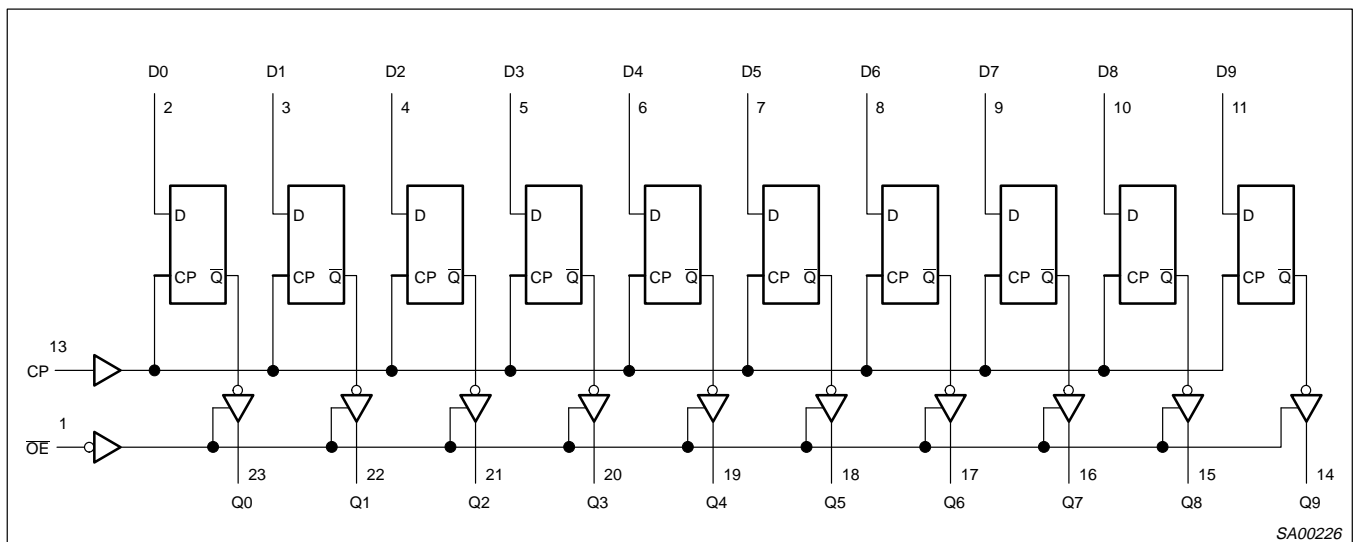 D0 D1 D2 D3 D4 D5 D6 D7 D8 D9
2 3 4 5 6 7 8 9 10 11
D D D D D D D D D D
CP Q̅ CP Q̅ CP Q̅ CP Q̅ CP Q̅ CP Q̅ CP Q̅ CP Q̅ CP Q̅ CP Q̅
13
CP
1
O̅E̅
23 22 21 20 19 18 17 16 15 14
Q0 Q1 Q2 Q3 Q4 Q5 Q6 Q7 Q8 Q9
SA00226